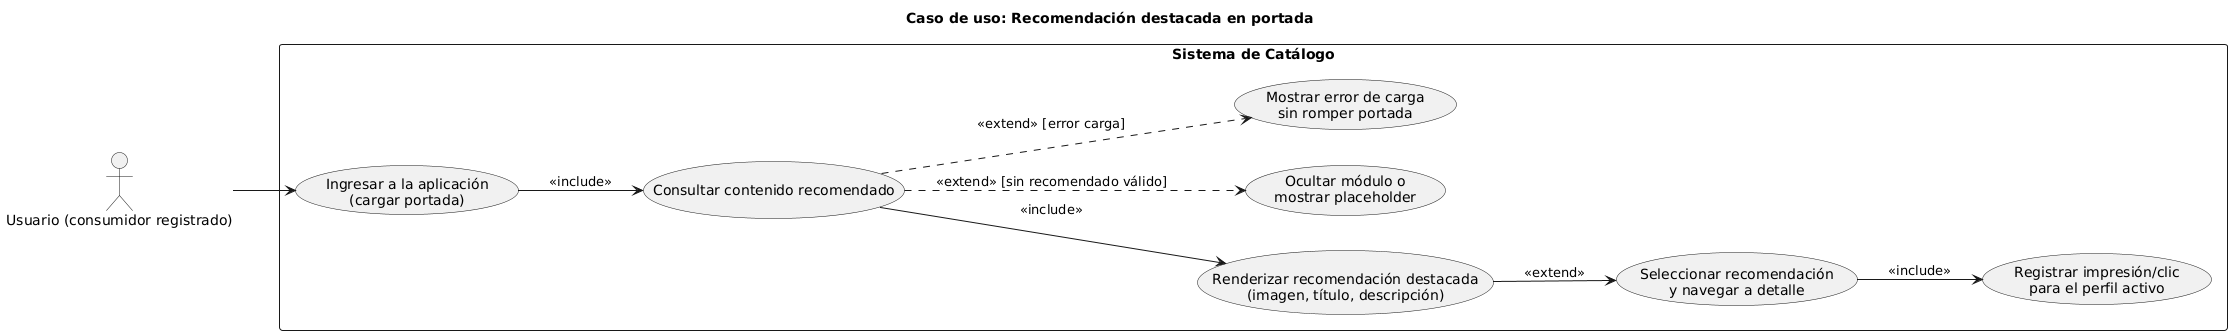 Caso de uso: Recomendación destacada en portada
Sistema de Catálogo
Mostrar error de carga
sin romper portada
«extend» [error carga]
Usuario (consumidor registrado)
Ingresar a la aplicación
(cargar portada)
«include»
Consultar contenido recomendado
«extend» [sin recomendado válido]
Ocultar módulo o
mostrar placeholder
«include»
Renderizar recomendación destacada
(imagen, título, descripción)
«extend»
Seleccionar recomendación
y navegar a detalle
«include»
Registrar impresión/clic
para el perfil activo